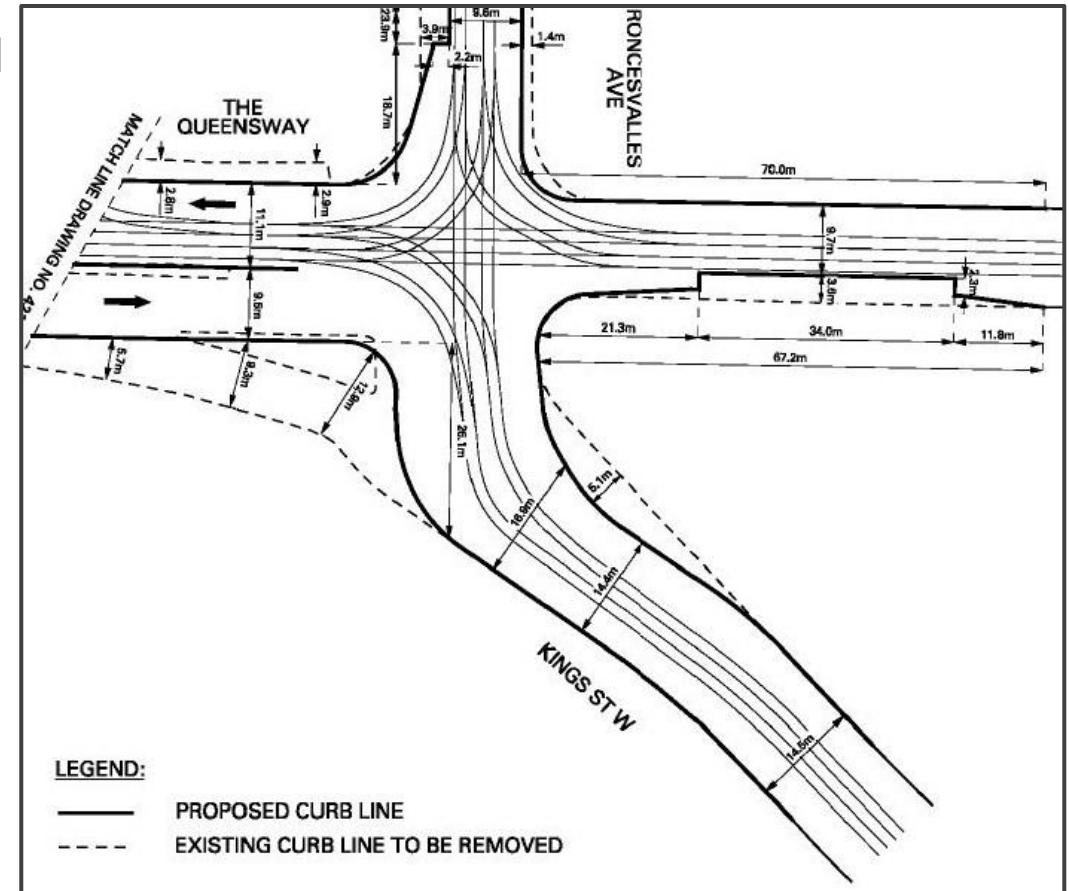 23.9m
3.9m
9.6m
1.4m
2.2m
18.7m
RONCESVALLES
AVE
THE
QUEENSWAY
MATCH LINE DRAWING NO. 42
2.8m
2.9m
11.1m
70.0m
9.7m
2.3m
3.6m
9.5m
21.3m
34.0m
11.8m
67.2m
5.7m
9.3m
12.9m
26.1m
5.1m
16.9m
14.4m
KINGS ST W
14.5m
LEGEND:
PROPOSED CURB LINE
EXISTING CURB LINE TO BE REMOVED